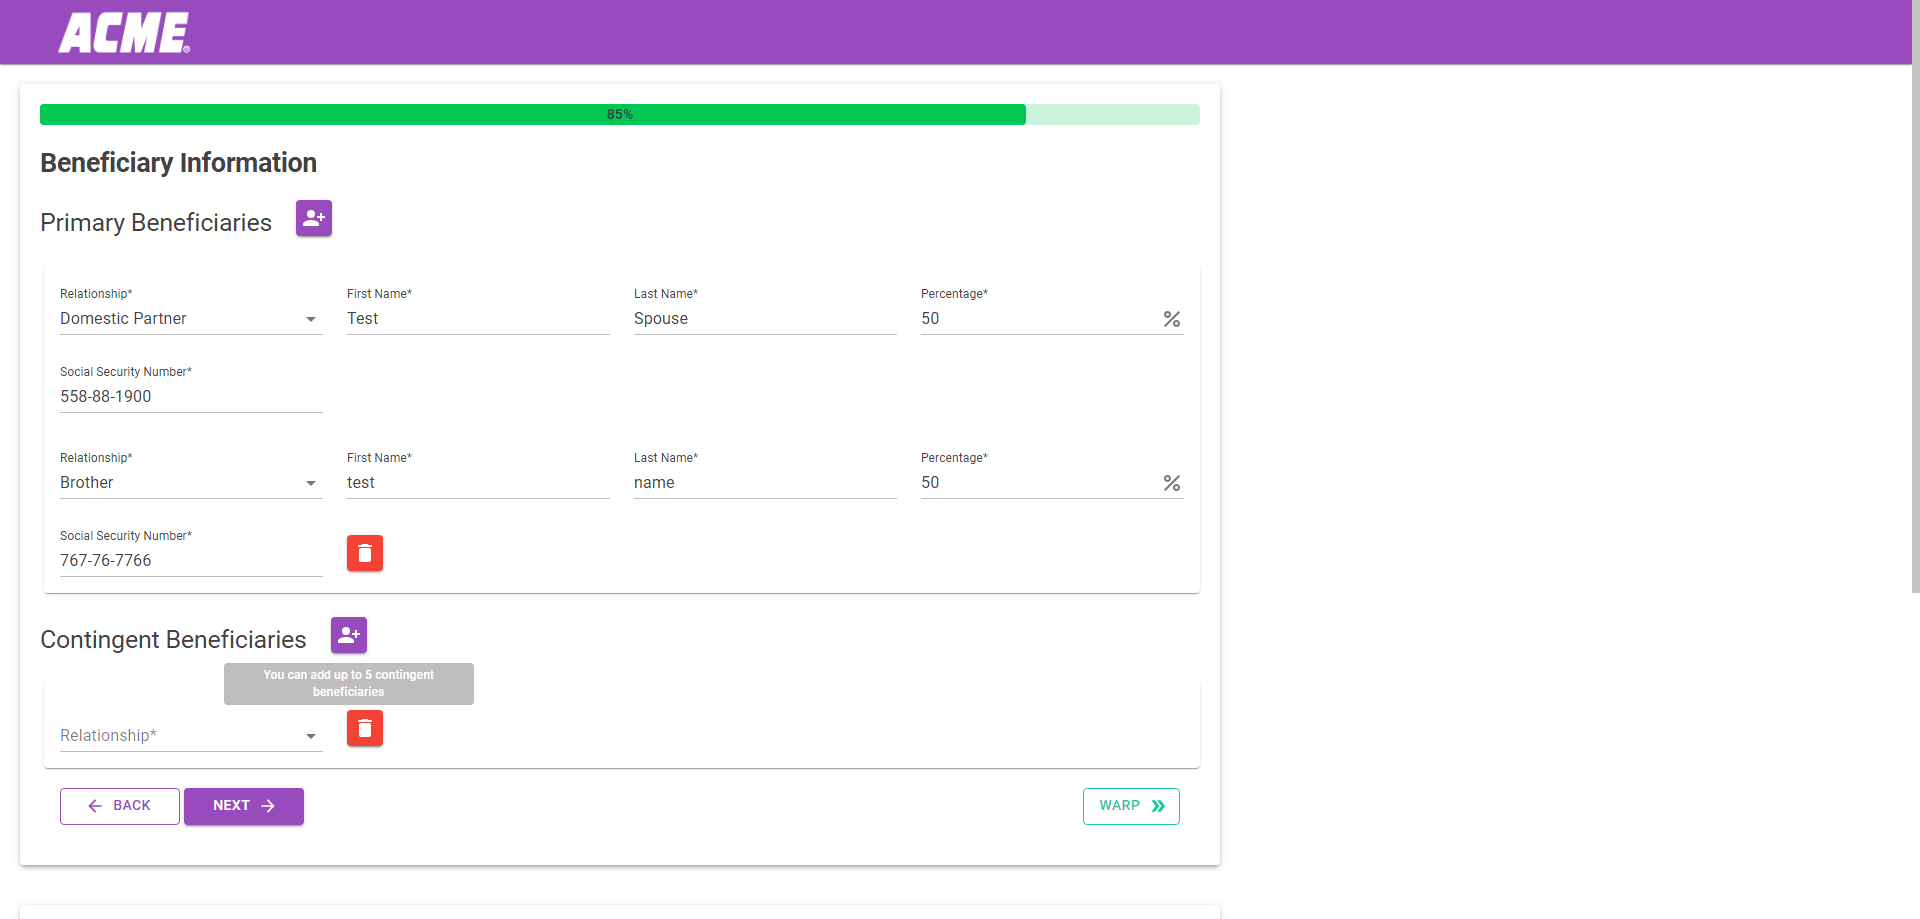 ACME®
85%
Beneficiary Information
Primary Beneficiaries
Relationship* First Name* Last Name* Percentage*
Domestic Partner Test Spouse 50 %
Social Security Number*
558-88-1900
Relationship* First Name* Last Name* Percentage*
Brother test name 50 %
Social Security Number*
767-76-7766
Contingent Beneficiaries
You can add up to 5 contingent
beneficiaries
Relationship*
BACK NEXT WARP